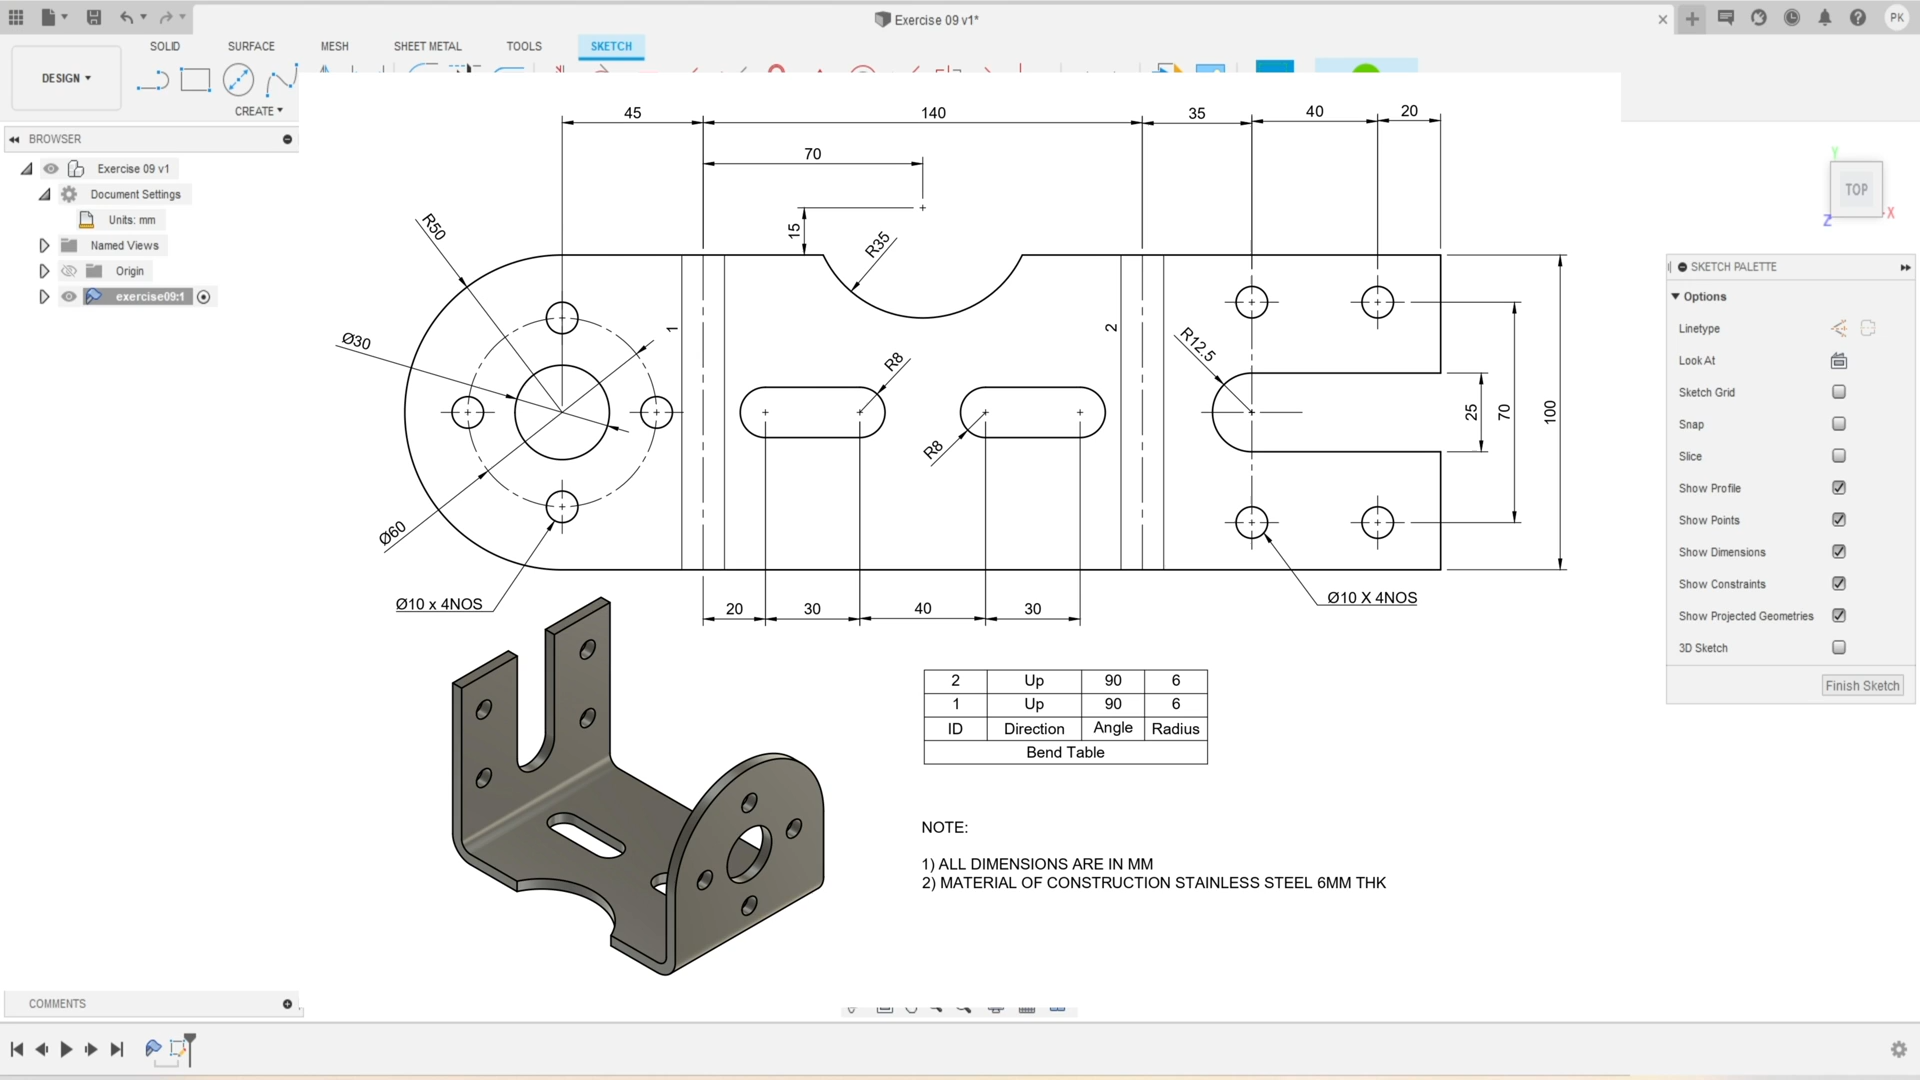 Exercise 09 v1*
PK
SOLID
SURFACE
MESH
SHEET METAL
TOOLS
SKETCH
DESIGN
CREATE
BROWSER
Exercise 09 v1
Document Settings
Units: mm
Named Views
Origin
exercise09:1
45
140
35
40
20
70
15
R50
R35
Ø30
1
2
R8
R12.5
25
70
100
R8
Ø60
Ø10 x 4NOS
Ø10 X 4NOS
20
30
40
30
2 Up 90 6
1 Up 90 6
ID Direction Angle Radius
Bend Table
NOTE:
1) ALL DIMENSIONS ARE IN MM
2) MATERIAL OF CONSTRUCTION STAINLESS STEEL 6MM THK
Y
TOP
X
Z
SKETCH PALETTE
Options
Linetype
Look At
Sketch Grid
Snap
Slice
Show Profile
Show Points
Show Dimensions
Show Constraints
Show Projected Geometries
3D Sketch
Finish Sketch
COMMENTS